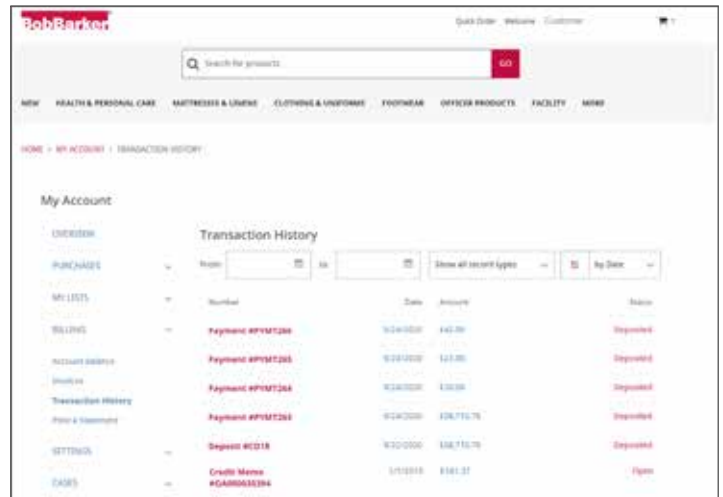 BobBarker
Quick Order Welcome Customer
Search for products GO
NEW HEALTH & PERSONAL CARE MATTRESSES & LINENS CLOTHING & UNIFORMS FOOTWEAR OFFICER PRODUCTS FACILITY MORE
HOME > MY ACCOUNT > TRANSACTION HISTORY
My Account
OVERVIEW
Transaction History
PURCHASES
From to Show all record types by Date
MY LISTS
Number Date Amount Status
BILLING
Payment #PYMT266 Deposited
Account Balance
Payment #PYMT265 Deposited
Invoices
Payment #PYMT264 Deposited
Transaction History
Print a Statement
Payment #PYMT263 Deposited
SETTINGS
Deposit #CD18 Deposited
CASES
Credit Memo Open